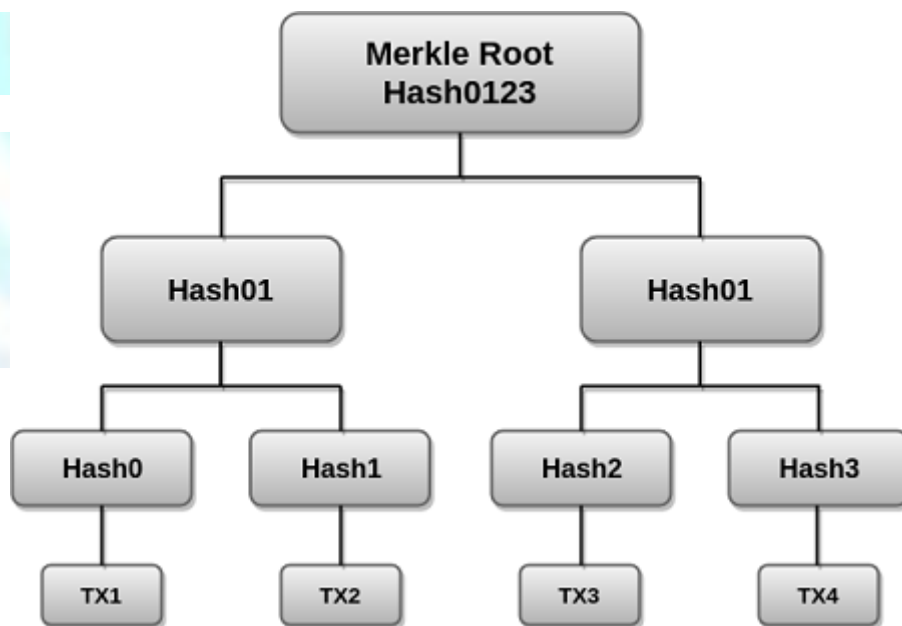 Merkle Root
Hash0123
Hash01
Hash01
Hash0
Hash1
Hash2
Hash3
TX1
TX2
TX3
TX4